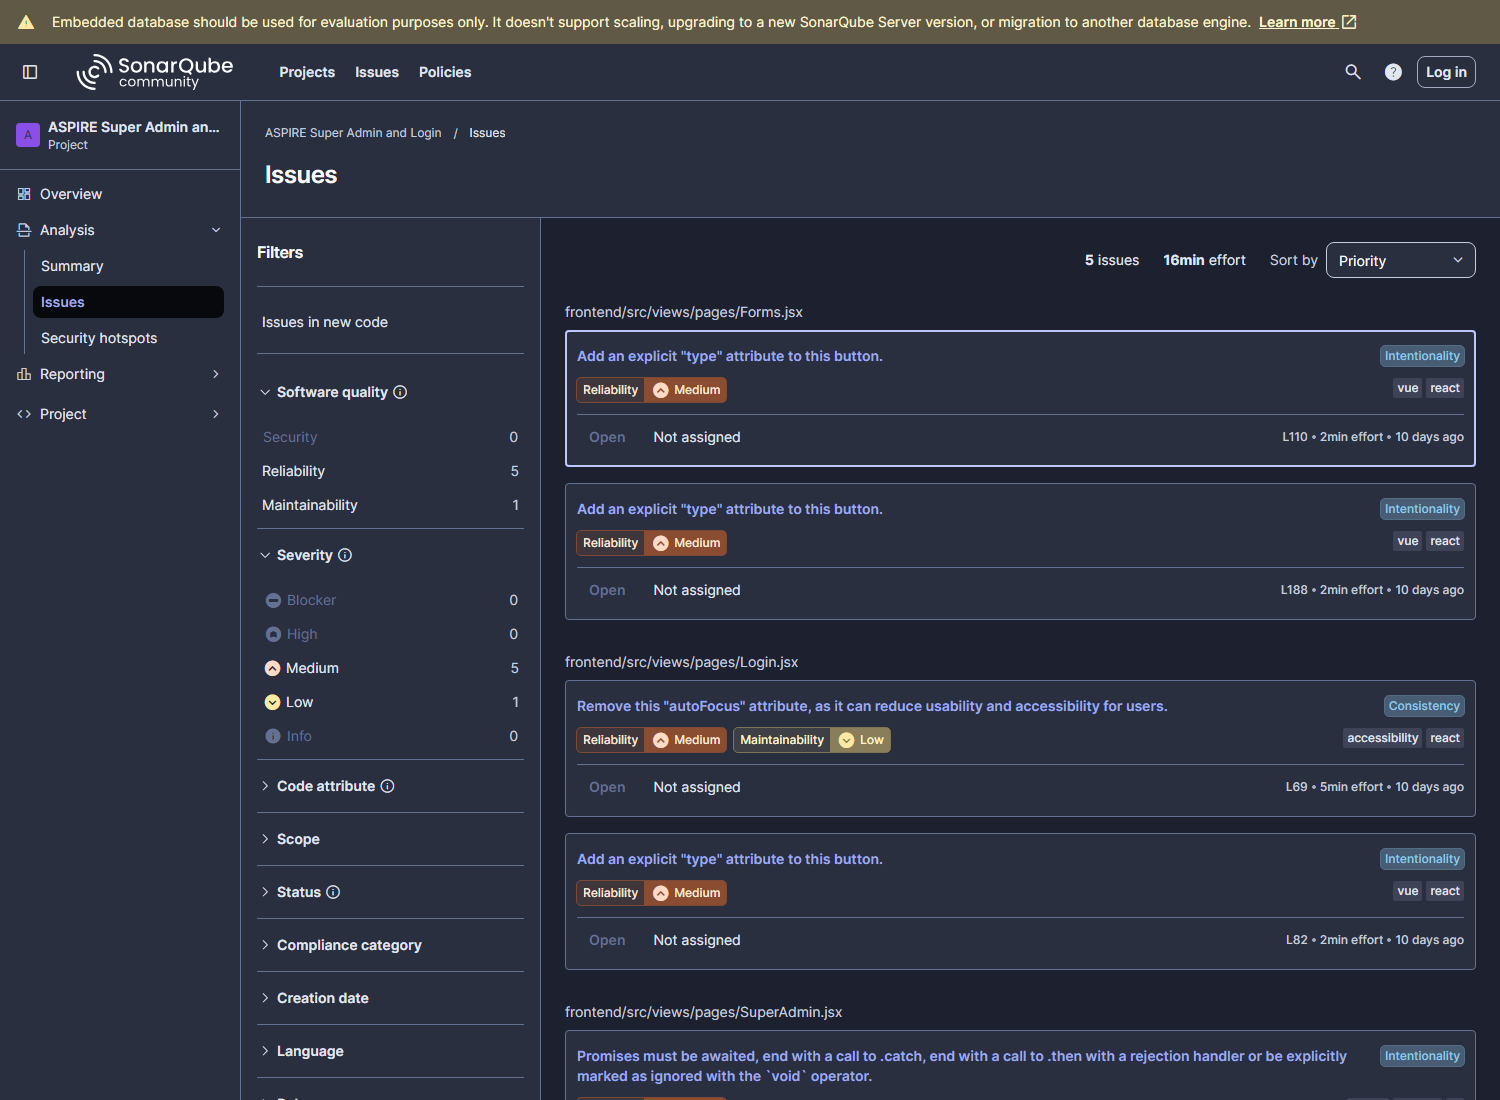 Embedded database should be used for evaluation purposes only. It doesn't support scaling, upgrading to a new SonarQube Server version, or migration to another database engine. Learn more
SonarQube community
Projects Issues Policies
? Log in
A ASPIRE Super Admin an...
Project
Overview
Analysis
Summary
Issues
Security hotspots
Reporting
Project
ASPIRE Super Admin and Login / Issues
Issues
Filters
Issues in new code
Software quality
Security 0
Reliability 5
Maintainability 1
Severity
Blocker 0
High 0
Medium 5
Low 1
Info 0
Code attribute
Scope
Status
Compliance category
Creation date
Language
5 issues 16min effort Sort by Priority
frontend/src/views/pages/Forms.jsx
Add an explicit "type" attribute to this button. Intentionality
Reliability Medium vue react
Open Not assigned L110 • 2min effort • 10 days ago
Add an explicit "type" attribute to this button. Intentionality
Reliability Medium vue react
Open Not assigned L188 • 2min effort • 10 days ago
frontend/src/views/pages/Login.jsx
Remove this "autoFocus" attribute, as it can reduce usability and accessibility for users. Consistency
Reliability Medium Maintainability Low accessibility react
Open Not assigned L69 • 5min effort • 10 days ago
Add an explicit "type" attribute to this button. Intentionality
Reliability Medium vue react
Open Not assigned L82 • 2min effort • 10 days ago
frontend/src/views/pages/SuperAdmin.jsx
Promises must be awaited, end with a call to .catch, end with a call to .then with a rejection handler or be explicitly Intentionality
marked as ignored with the `void` operator.